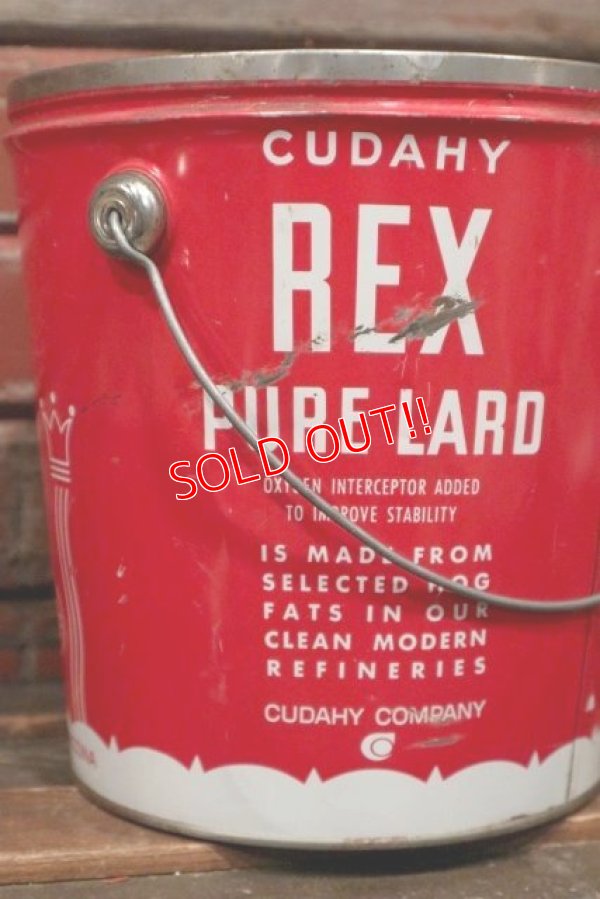 CUDAHY
REX
PURE LARD
SOLD OUT!!
OXYGEN INTERCEPTOR ADDED
TO IMPROVE STABILITY
IS MADE FROM
SELECTED HOG
FATS IN OUR
CLEAN MODERN
REFINERIES
CUDAHY COMPANY